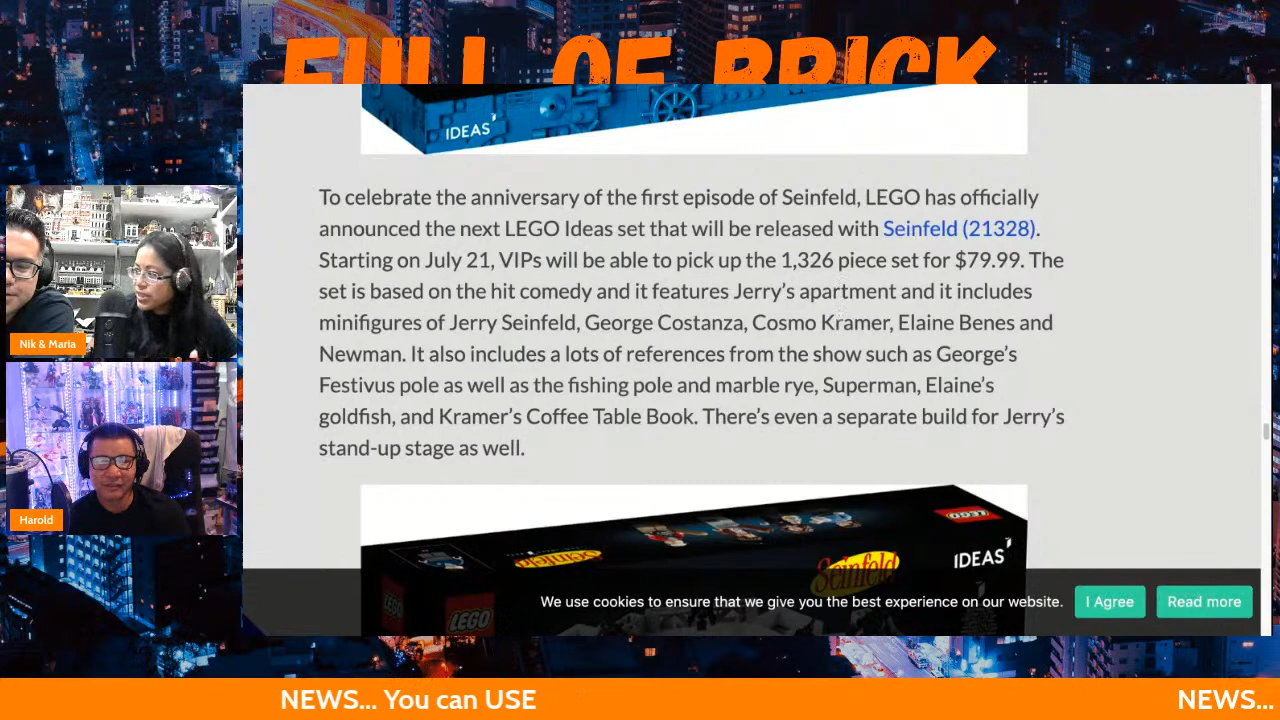 FULL OF BRICK
IDEAS
To celebrate the anniversary of the first episode of Seinfeld, LEGO has officially
announced the next LEGO Ideas set that will be released with Seinfeld (21328).
Starting on July 21, VIPs will be able to pick up the 1,326 piece set for $79.99. The
set is based on the hit comedy and it features Jerry's apartment and it includes
minifigures of Jerry Seinfeld, George Costanza, Cosmo Kramer, Elaine Benes and
Newman. It also includes a lots of references from the show such as George's
Festivus pole as well as the fishing pole and marble rye, Superman, Elaine's
goldfish, and Kramer's Coffee Table Book. There's even a separate build for Jerry's
stand-up stage as well.
Nik & Maria
Harold
LEGO
Seinfeld
Seinfeld
IDEAS
LEGO
LEGO
We use cookies to ensure that we give you the best experience on our website.
I Agree
Read more
NEWS... You can USE
NEWS...